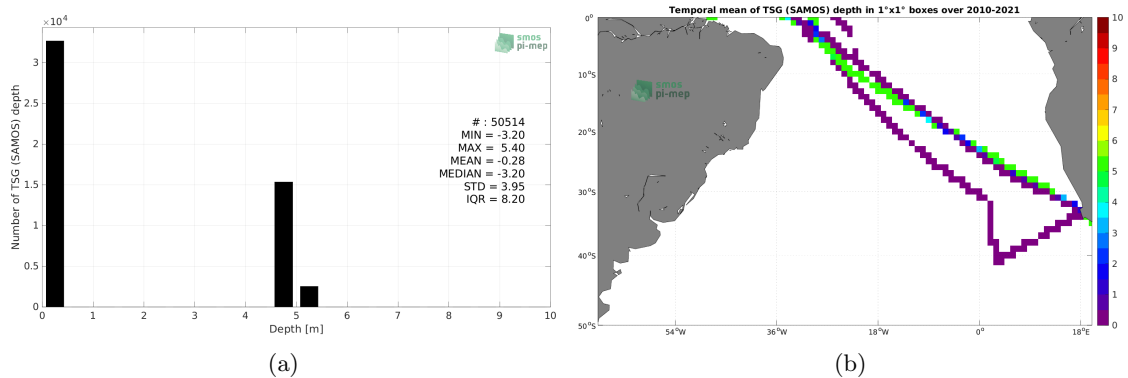 ×10⁴
3
2.5
2
1.5
1
0.5
0
0 1 2 3 4 5 6 7 8 9 10
Number of TSG (SAMOS) depth
Depth [m]
smos
pi-mep
# : 50514
MIN = -3.20
MAX = 5.40
MEAN = -0.28
MEDIAN = -3.20
STD = 3.95
IQR = 8.20
(a)
Temporal mean of TSG (SAMOS) depth in 1°x1° boxes over 2010-2021
0°
10°S
20°S
30°S
40°S
50°S
54°W 36°W 18°W 0° 18°E
smos
pi-mep
10
9
8
7
6
5
4
3
2
1
0
(b)